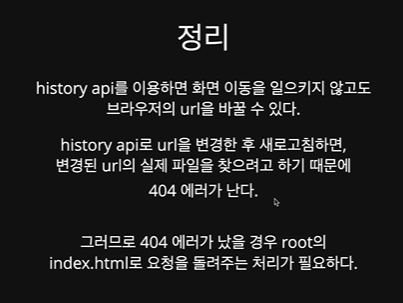 정리
history api를 이용하면 화면 이동을 일으키지 않고도
브라우저의 url을 바꿀 수 있다.
history api로 url을 변경한 후 새로고침하면,
변경된 url의 실제 파일을 찾으려고 하기 때문에
404 에러가 난다.
그러므로 404 에러가 났을 경우 root의
index.html로 요청을 돌려주는 처리가 필요하다.